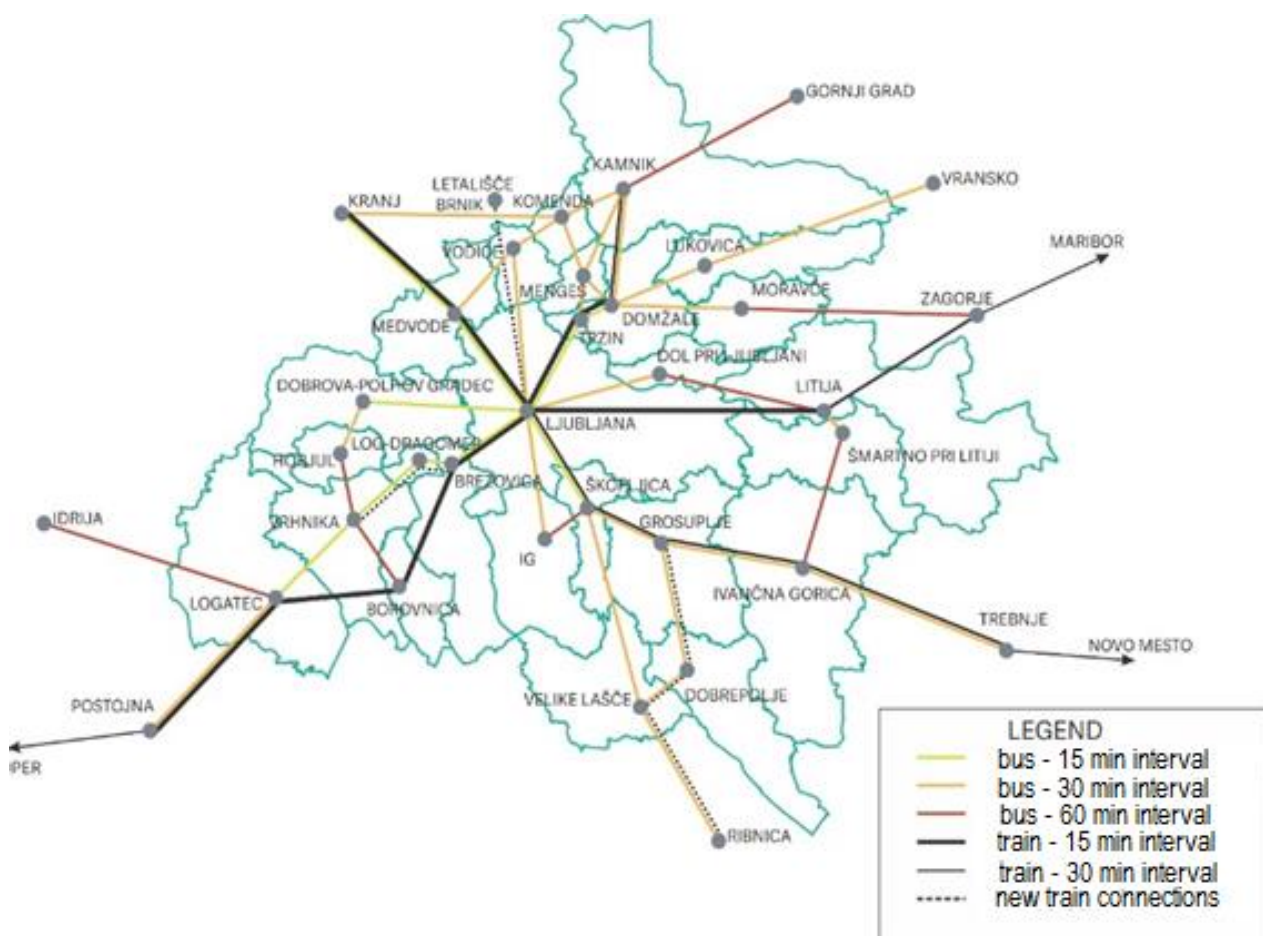 GORNJI GRAD
KAMNIK
VRANSKO
LETALIŠČE
BRNIK
KOMENDA
KRANJ
MARIBOR
LUKOVICA
VODICE
MENGEŠ
MORAVČE
ZAGORJE
DOMŽALE
MEDVODE
TRZIN
DOL PRI LJUBLJANI
LITIJA
DOBROVA-POLHOV GRADEC
LJUBLJANA
LOG-DRAGOMER
HORJUL
ŠMARTNO PRI LITIJI
BREZOVICA
ŠKOFLJICA
IDRIJA
VRHNIKA
GROSUPLJE
IG
IVANČNA GORICA
LOGATEC
BOROVNICA
TREBNJE
NOVO MESTO
VELIKE LAŠČE
DOBREPOLJE
POSTOJNA
OPER
RIBNICA
LEGEND
bus - 15 min interval
bus - 30 min interval
bus - 60 min interval
train - 15 min interval
train - 30 min interval
new train connections